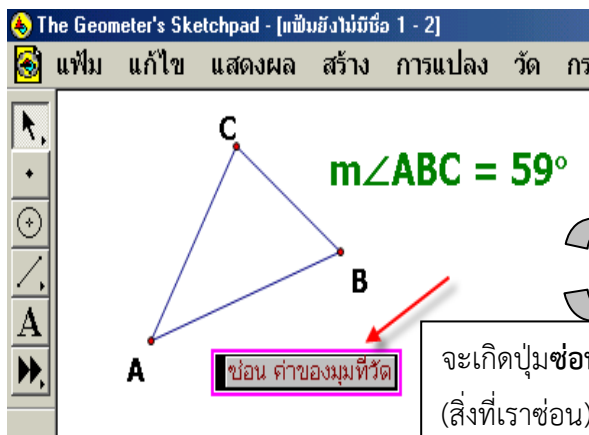 The Geometer's Sketchpad - [แฟ้มยังไม่มีชื่อ 1 - 2]
แฟ้ม แก้ไข แสดงผล สร้าง การแปลง วัด
C
m∠ABC = 59°
B
A
A
ซ่อน ค่าของมุมที่วัด
จะเกิดปุ่มซ่อน
(สิ่งที่เราซ่อน)